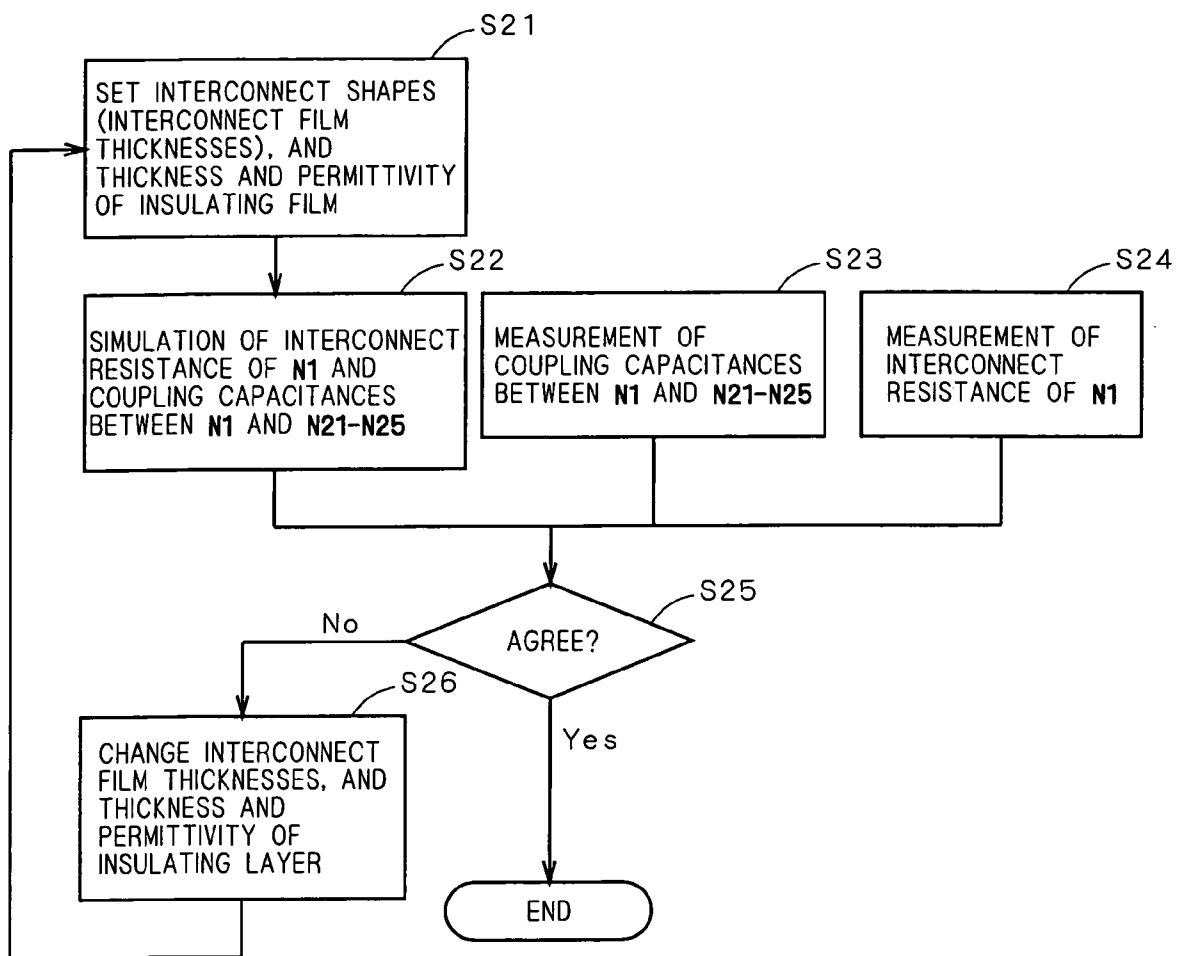 S21
SET INTERCONNECT SHAPES
(INTERCONNECT FILM
THICKNESSES), AND
THICKNESS AND PERMITTIVITY
OF INSULATING FILM
S22
SIMULATION OF INTERCONNECT
RESISTANCE OF N1 AND
COUPLING CAPACITANCES
BETWEEN N1 AND N21-N25
S23
MEASUREMENT OF
COUPLING CAPACITANCES
BETWEEN N1 AND N21-N25
S24
MEASUREMENT OF
INTERCONNECT
RESISTANCE OF N1
S25
AGREE?
No
Yes
S26
CHANGE INTERCONNECT
FILM THICKNESSES, AND
THICKNESS AND
PERMITTIVITY OF
INSULATING LAYER
END